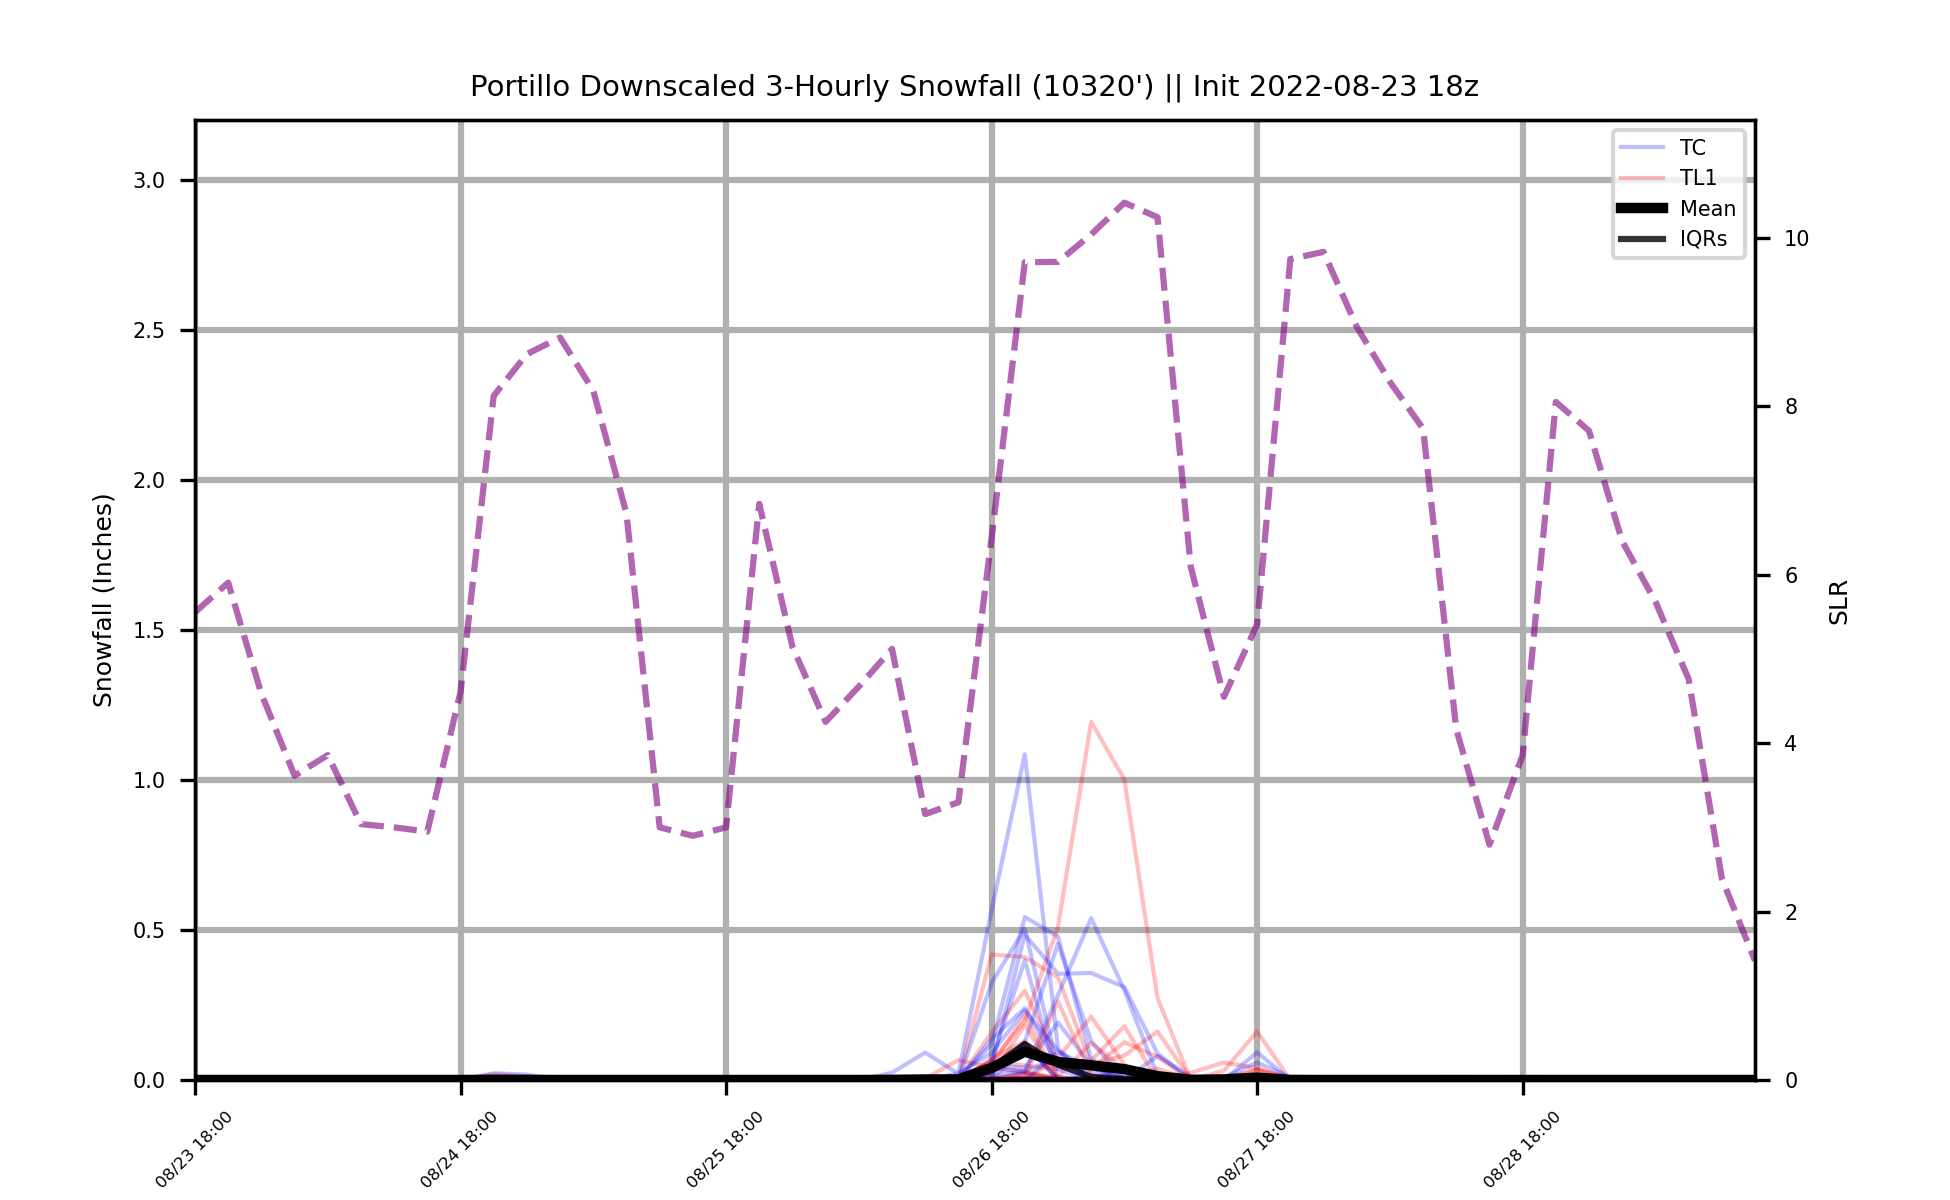 Portillo Downscaled 3-Hourly Snowfall (10320') || Init 2022-08-23 18z
TC
TL1
Mean
IQRs
Snowfall (Inches)
3.0
2.5
2.0
1.5
1.0
0.5
0.0
SLR
10
8
6
4
2
0
08/23 18:00
08/24 18:00
08/25 18:00
08/26 18:00
08/27 18:00
08/28 18:00